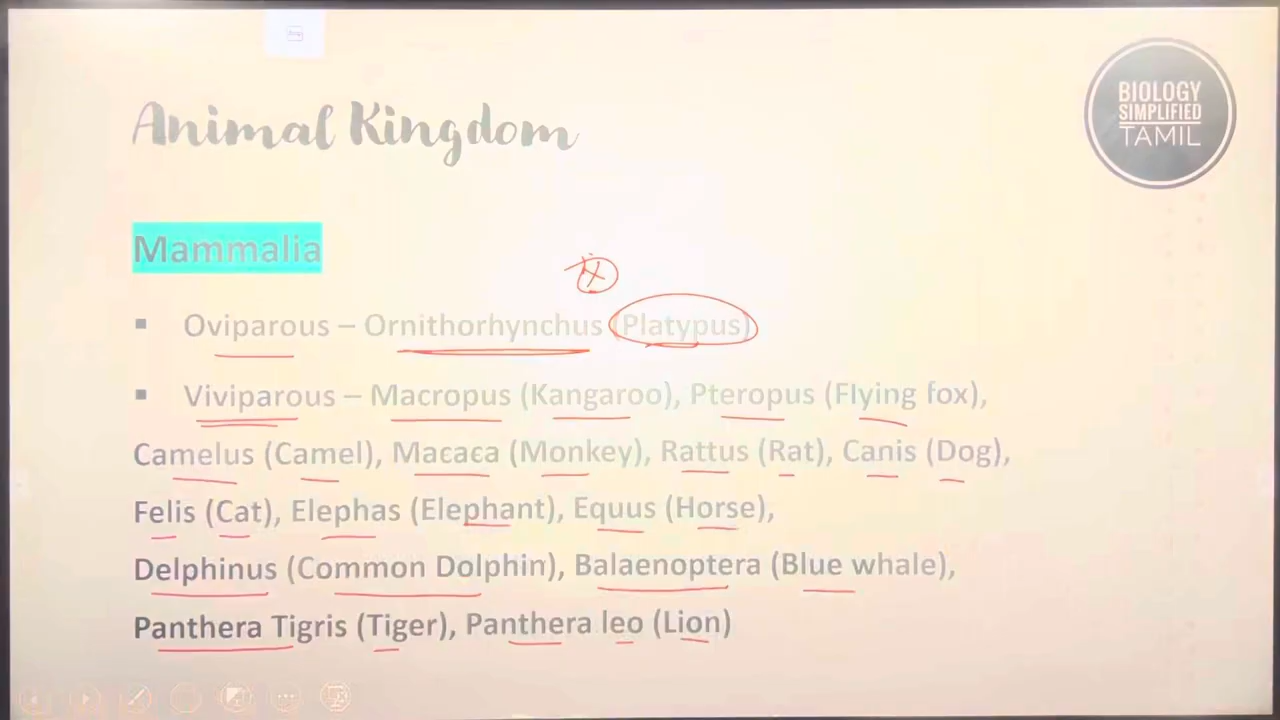 Animal Kingdom
BIOLOGY
SIMPLIFIED
TAMIL
Mammalia
▪ Oviparous – Ornithorhynchus (Platypus)
▪ Viviparous – Macropus (Kangaroo), Pteropus (Flying fox),
Camelus (Camel), Macaca (Monkey), Rattus (Rat), Canis (Dog),
Felis (Cat), Elephas (Elephant), Equus (Horse),
Delphinus (Common Dolphin), Balaenoptera (Blue whale),
Panthera Tigris (Tiger), Panthera leo (Lion)